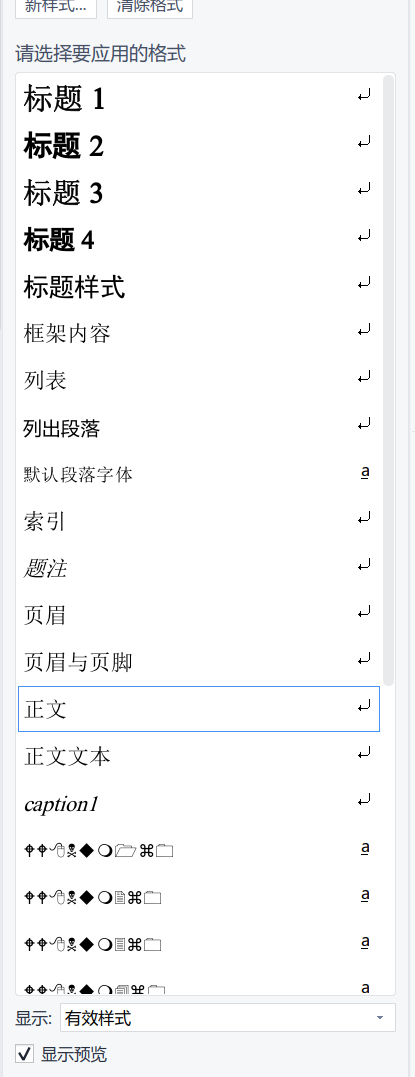 新样式... 清除格式
请选择要应用的格式
标题 1
标题 2
标题 3
标题 4
标题样式
框架内容
列表
列出段落
默认段落字体
a
索引
题注
页眉
页眉与页脚
正文
正文文本
caption1
a
a
a
a
显示: 有效样式
显示预览